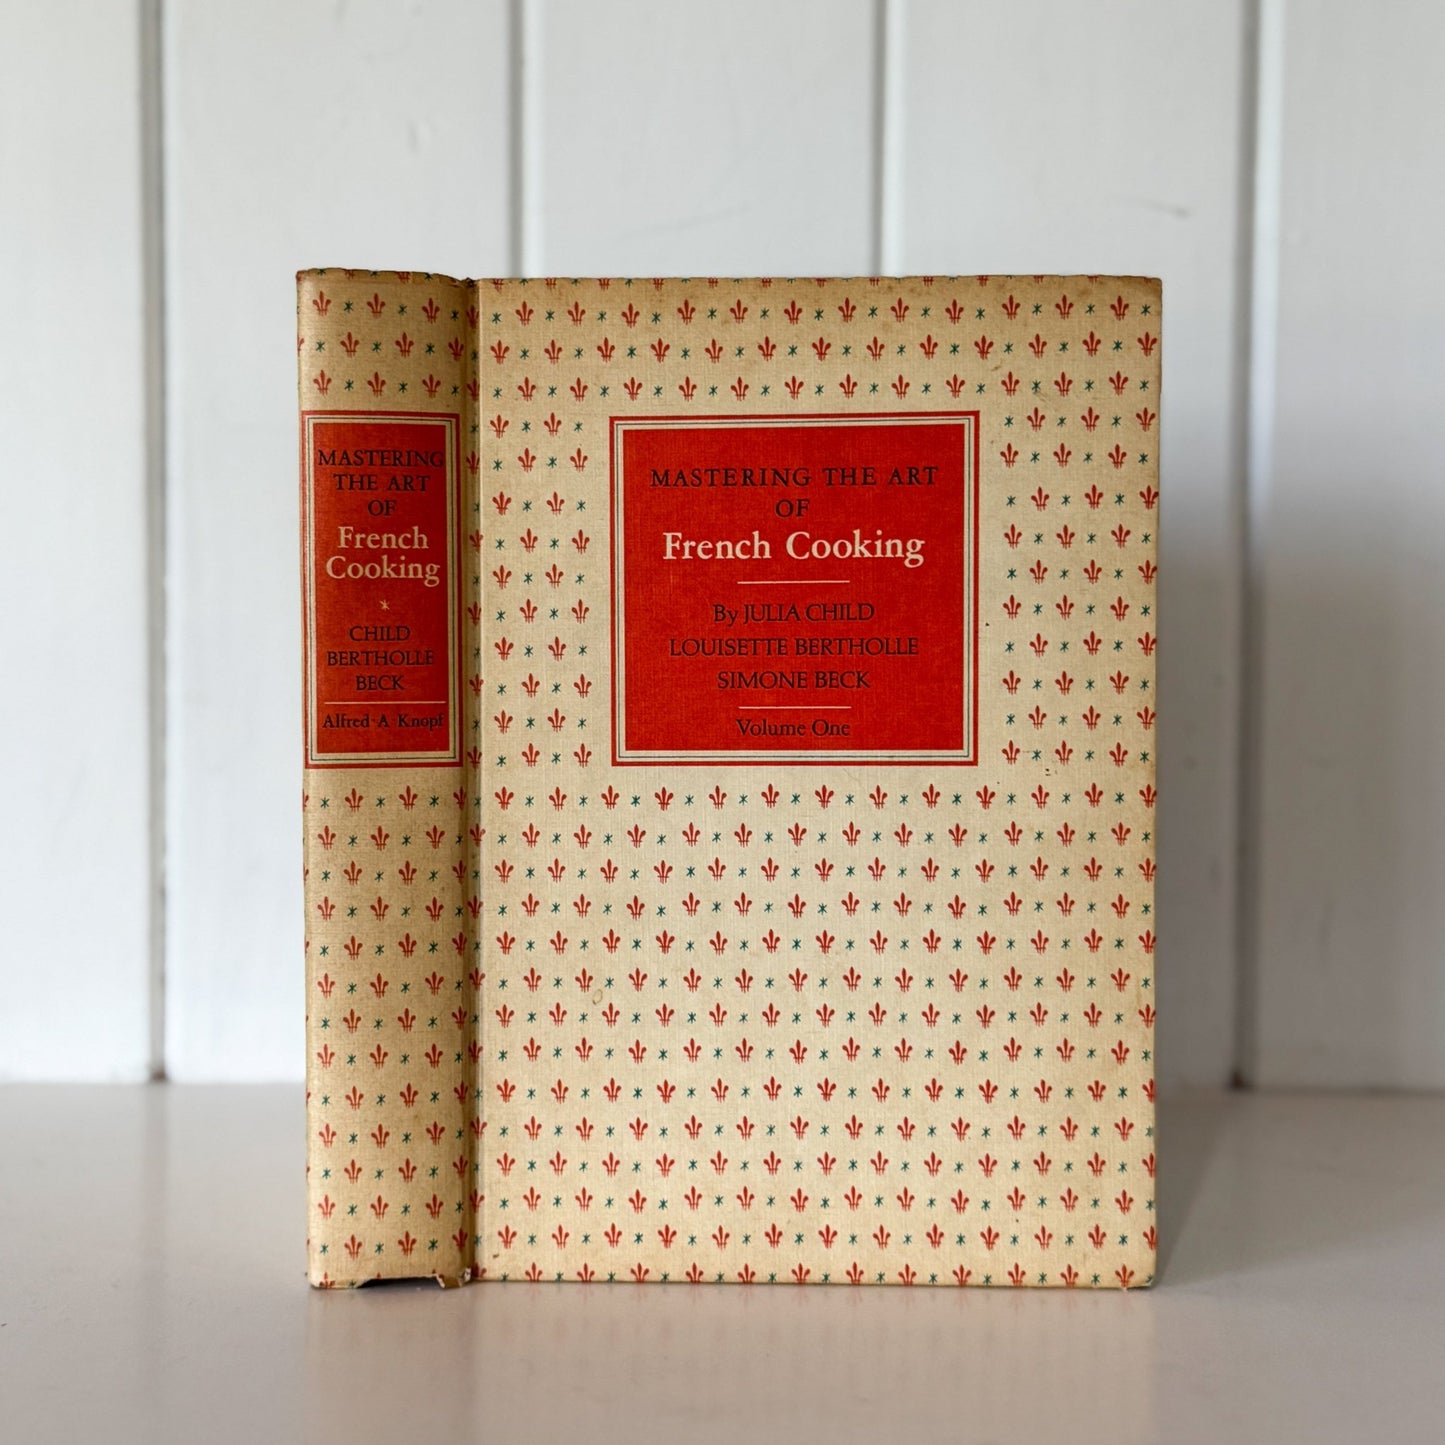 MASTERING
THE ART
OF
French
Cooking
CHILD
BERTHOLLE
BECK
Alfred A Knopf
MASTERING THE ART
OF
French Cooking
By JULIA CHILD
LOUISETTE BERTHOLLE
SIMONE BECK
Volume One